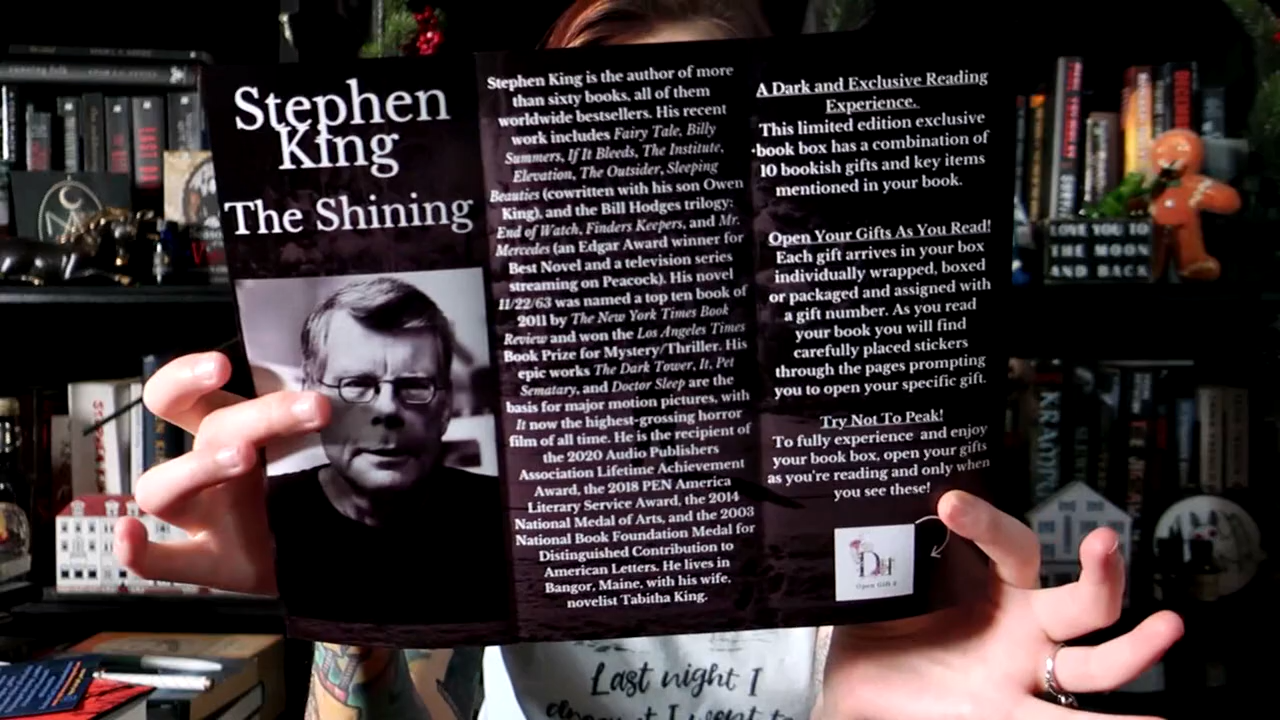 Stephen
King
The Shining
Stephen King is the author of more
than sixty books, all of them
worldwide bestsellers. His recent
work includes Fairy Tale, Billy
Summers, If It Bleeds, The Institute,
Elevation, The Outsider, Sleeping
Beauties (cowritten with his son Owen
King), and the Bill Hodges trilogy:
End of Watch, Finders Keepers, and Mr.
Mercedes (an Edgar Award winner for
Best Novel and a television series
streaming on Peacock). His novel
11/22/63 was named a top ten book of
2011 by The New York Times Book
Review and won the Los Angeles Times
Book Prize for Mystery/Thriller. His
epic works The Dark Tower, It, Pet
Sematary, and Doctor Sleep are the
basis for major motion pictures, with
It now the highest-grossing horror
film of all time. He is the recipient of
the 2020 Audio Publishers
Association Lifetime Achievement
Award, the 2018 PEN America
Literary Service Award, the 2014
National Medal of Arts, and the 2003
National Book Foundation Medal for
Distinguished Contribution to
American Letters. He lives in
Bangor, Maine, with his wife,
novelist Tabitha King.
A Dark and Exclusive Reading
Experience.
This limited edition exclusive
book box has a combination of
10 bookish gifts and key items
mentioned in your book.
Open Your Gifts As You Read!
Each gift arrives in your box
individually wrapped, boxed
or packaged and assigned with
a gift number. As you read
your book you will find
carefully placed stickers
through the pages prompting
you to open your specific gift.
Try Not To Peak!
To fully experience and enjoy
your book box, open your gifts
as you're reading and only when
you see these!
DH
Open Gift #
LOVE YOU TO
THE MOON
AND BACK
Last night I
dreamt I went to